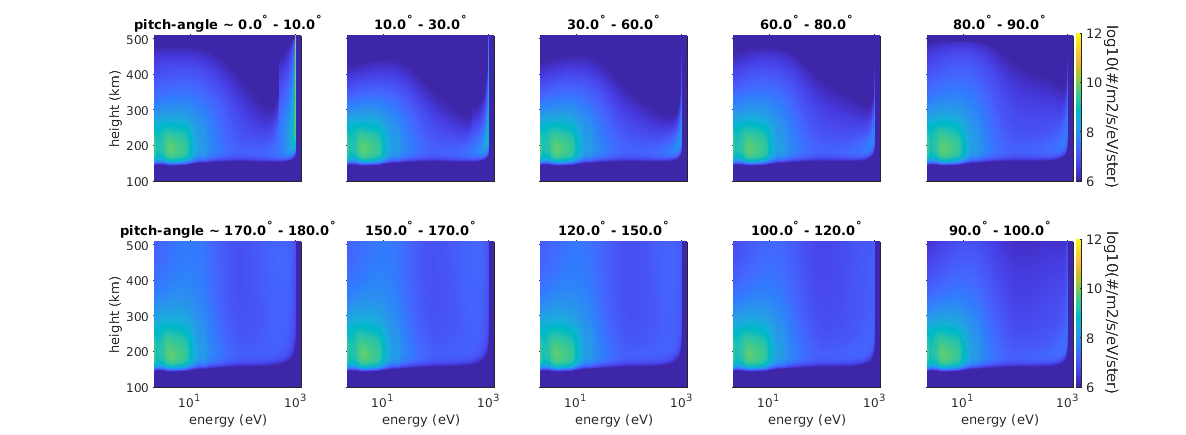 pitch-angle ~ 0.0° - 10.0°
10.0° - 30.0°
30.0° - 60.0°
60.0° - 80.0°
80.0° - 90.0°
500
400
300
200
100
height (km)
12
10
8
6
log10(#/m2/s/eV/ster)
pitch-angle ~ 170.0° - 180.0°
150.0° - 170.0°
120.0° - 150.0°
100.0° - 120.0°
90.0° - 100.0°
500
400
300
200
100
height (km)
12
10
8
6
log10(#/m2/s/eV/ster)
10¹ 10³
10¹ 10³
10¹ 10³
10¹ 10³
10¹ 10³
energy (eV)
energy (eV)
energy (eV)
energy (eV)
energy (eV)